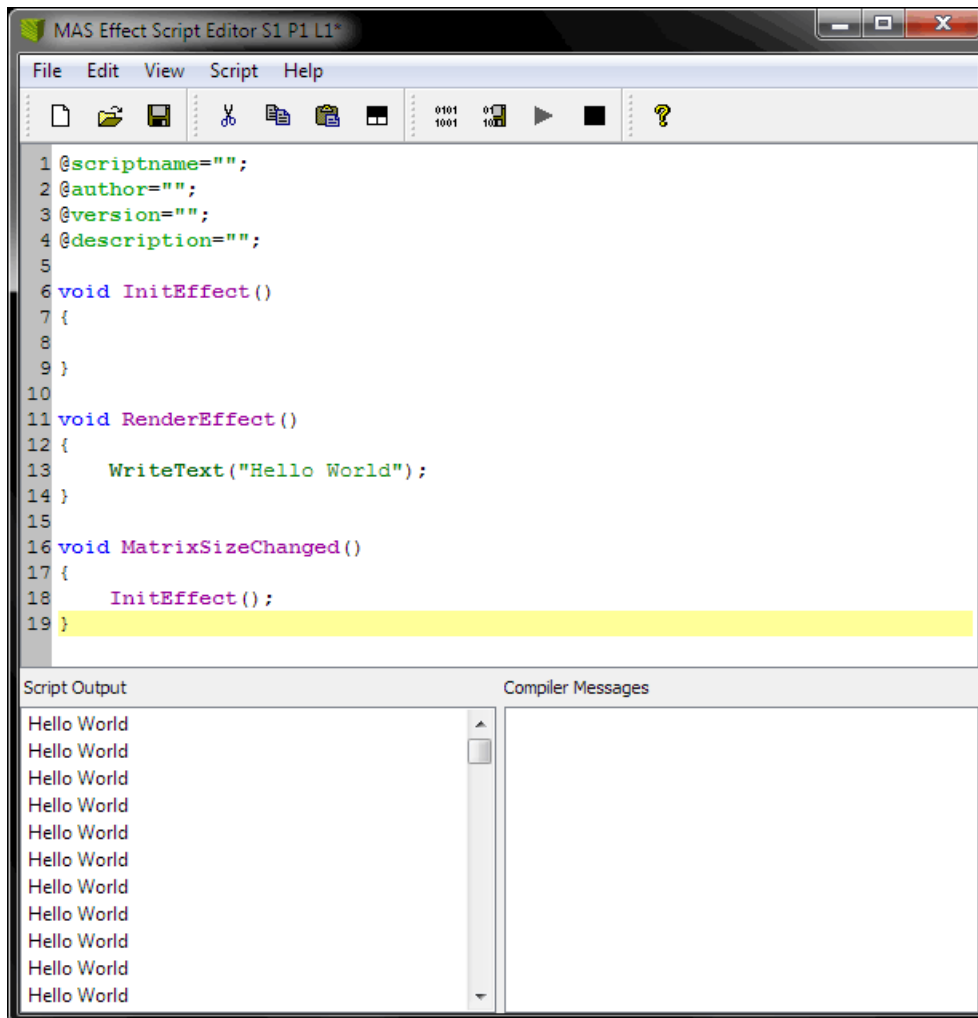 MAS Effect Script Editor S1 P1 L1*
File Edit View Script Help
0101
1001
1 @scriptname="";
2 @author="";
3 @version="";
4 @description="";
5
6 void InitEffect()
7 {
8
9 }
10
11 void RenderEffect()
12 {
13 WriteText("Hello World");
14 }
15
16 void MatrixSizeChanged()
17 {
18 InitEffect();
19 }
Script Output Compiler Messages
Hello World
Hello World
Hello World
Hello World
Hello World
Hello World
Hello World
Hello World
Hello World
Hello World
Hello World